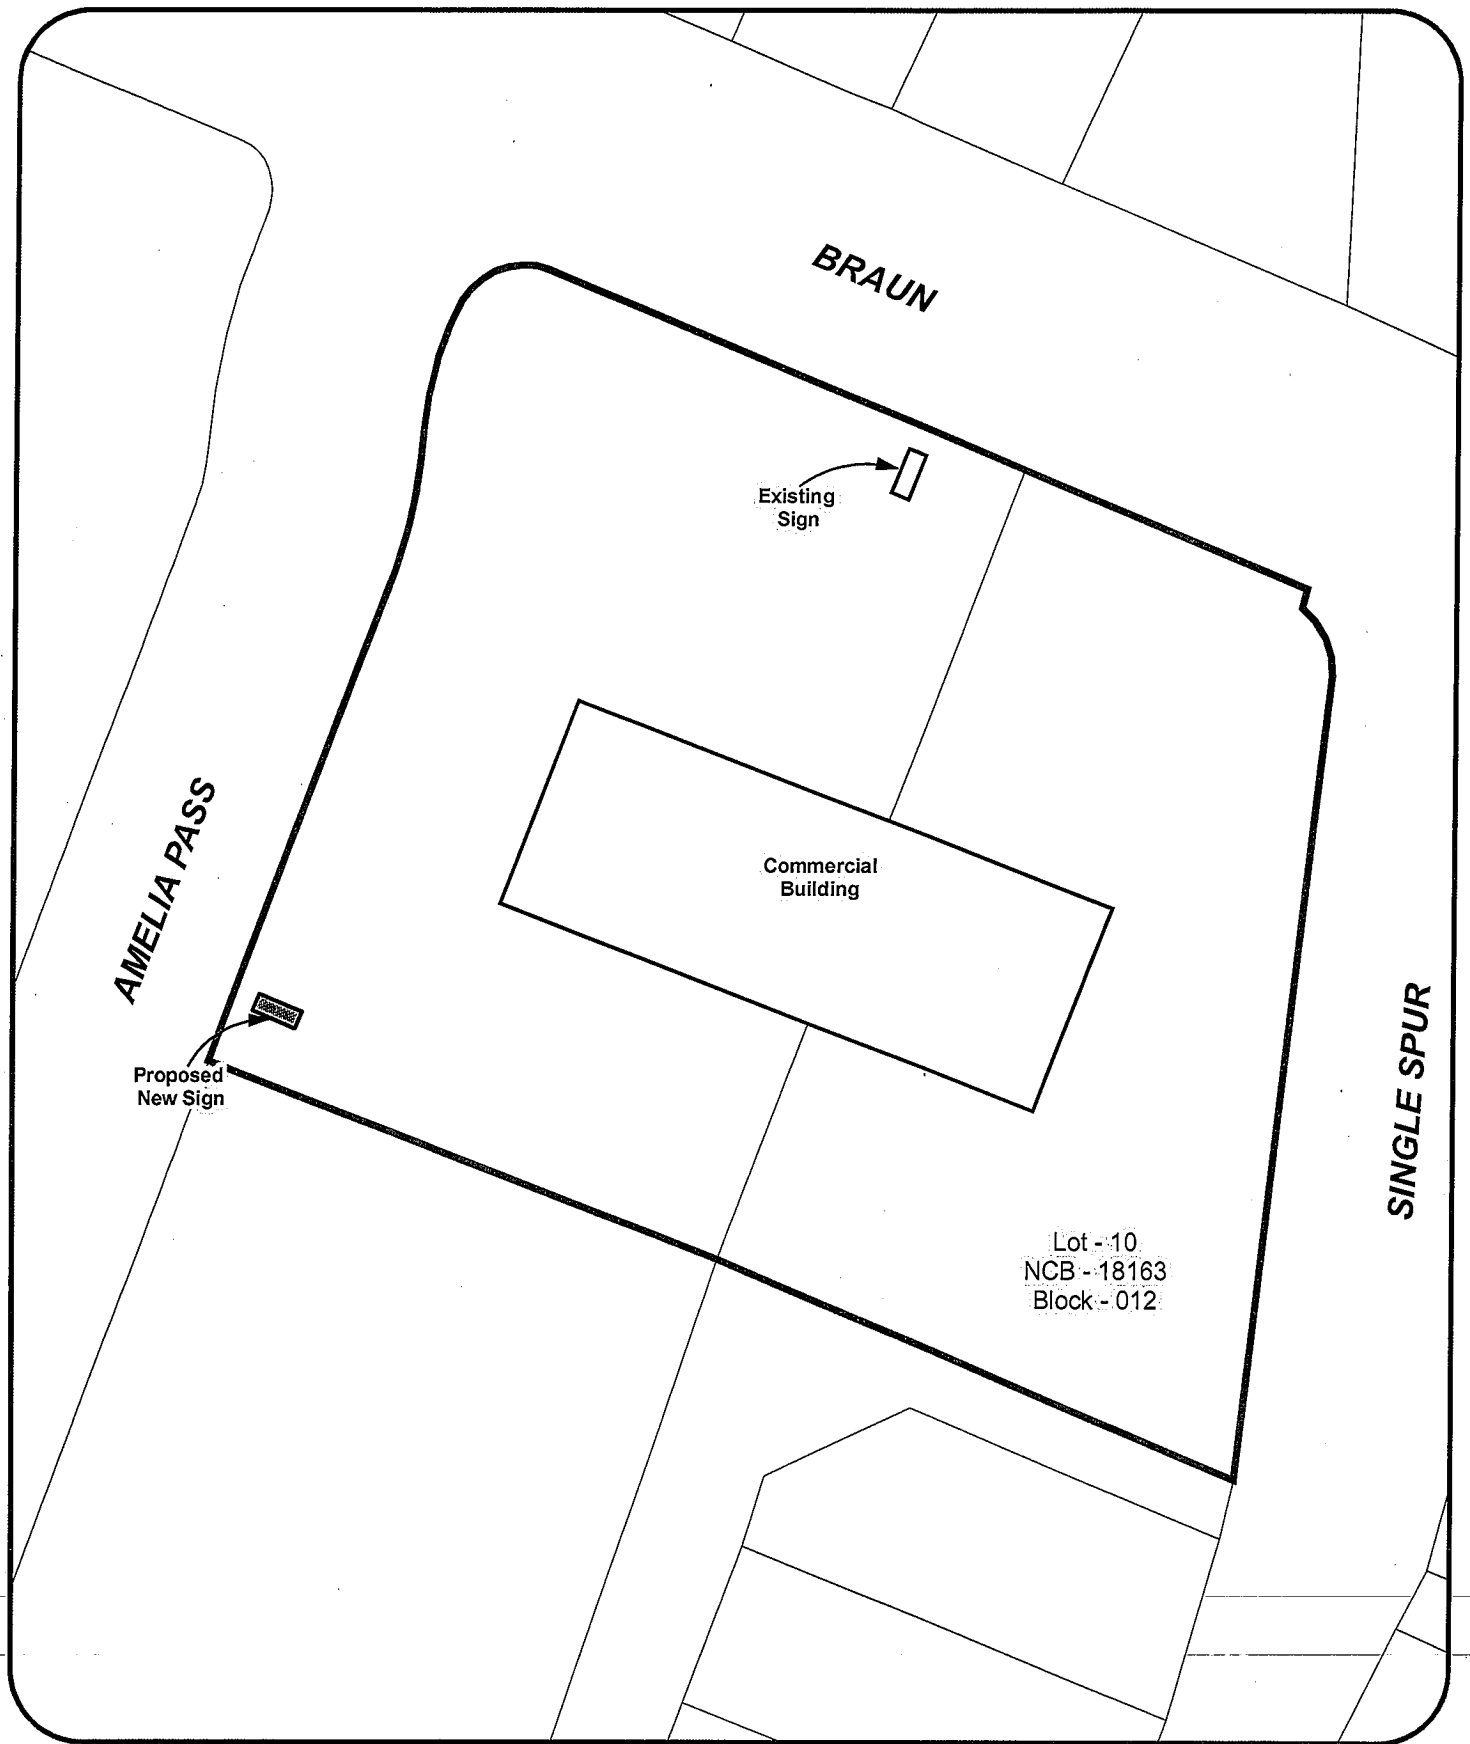 BRAUN
Existing
Sign
AMELIA PASS
Commercial
Building
Proposed
New Sign
SINGLE SPUR
Lot - 10
NCB - 18163
Block - 012